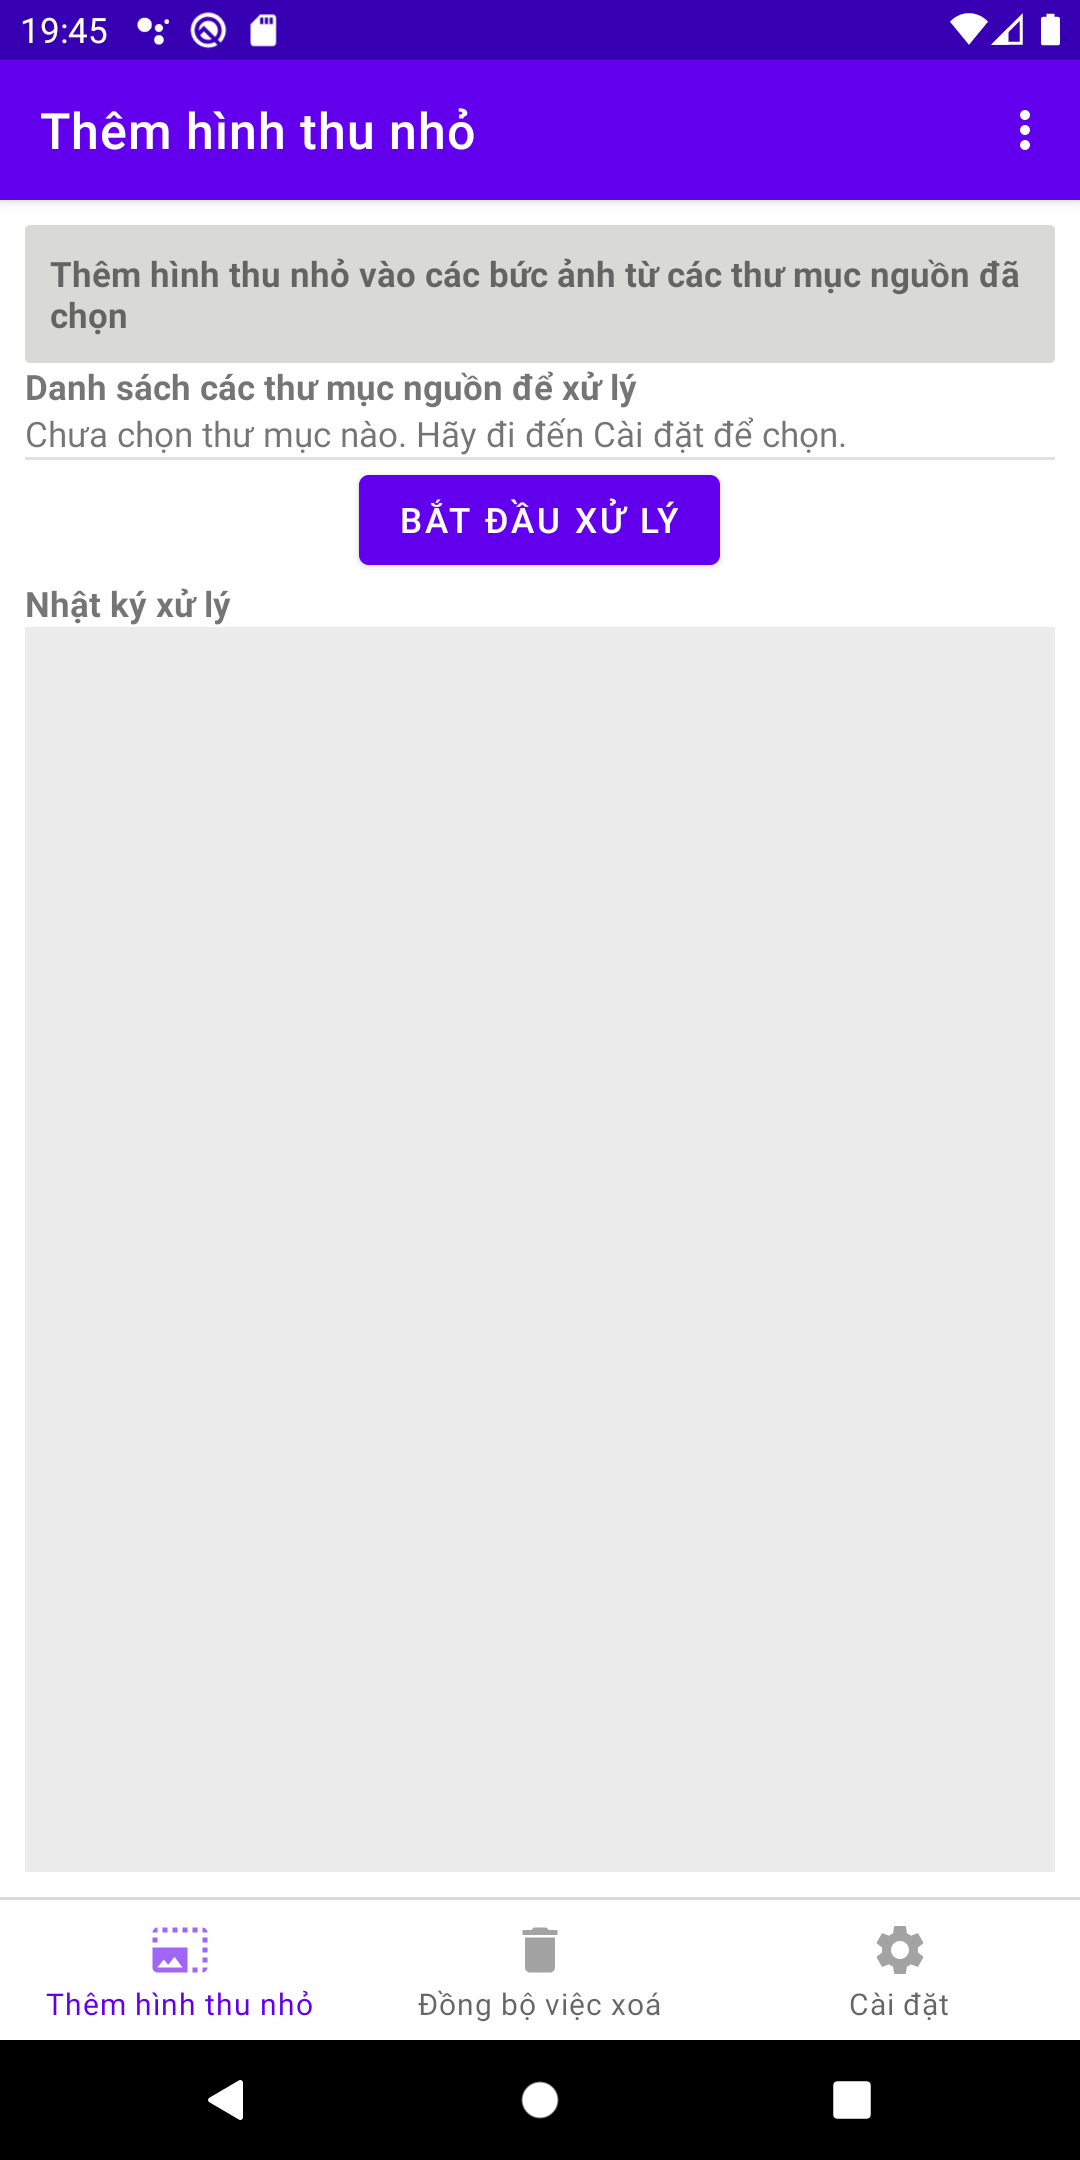 19:45
Thêm hình thu nhỏ
Thêm hình thu nhỏ vào các bức ảnh từ các thư mục nguồn đã
chọn
Danh sách các thư mục nguồn để xử lý
Chưa chọn thư mục nào. Hãy đi đến Cài đặt để chọn.
BẮT ĐẦU XỬ LÝ
Nhật ký xử lý
Thêm hình thu nhỏ
Đồng bộ việc xoá
Cài đặt